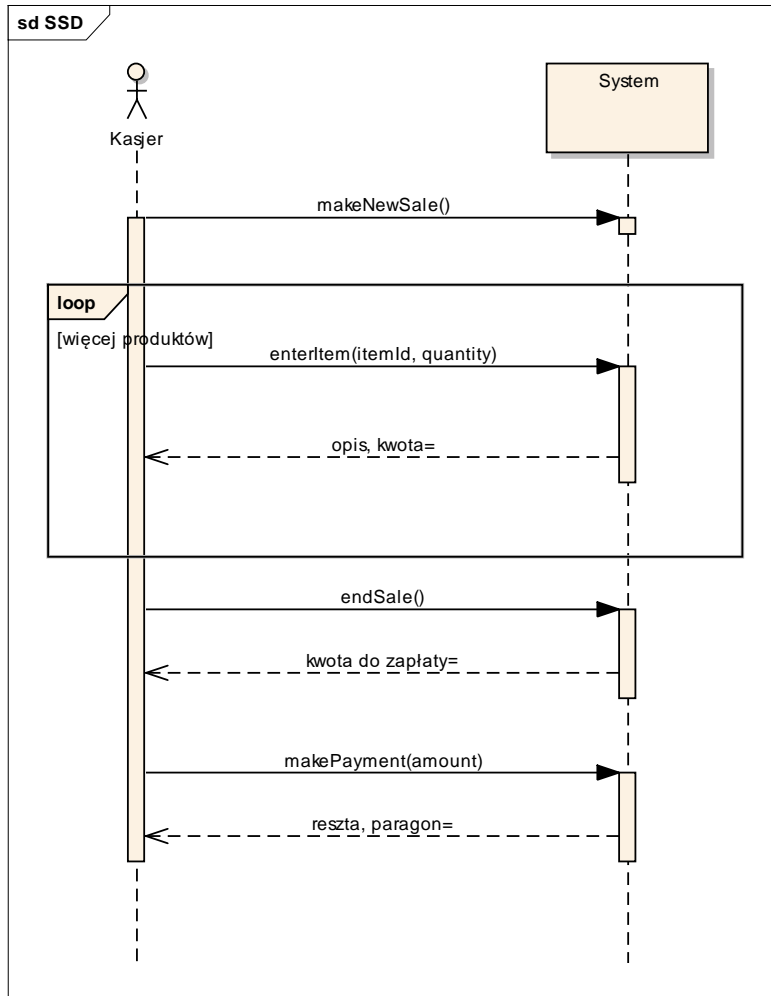 sd SSD
Kasjer
System
makeNewSale()
loop
[więcej produktów]
enterItem(itemId, quantity)
opis, kwota=
endSale()
kwota do zapłaty=
makePayment(amount)
reszta, paragon=